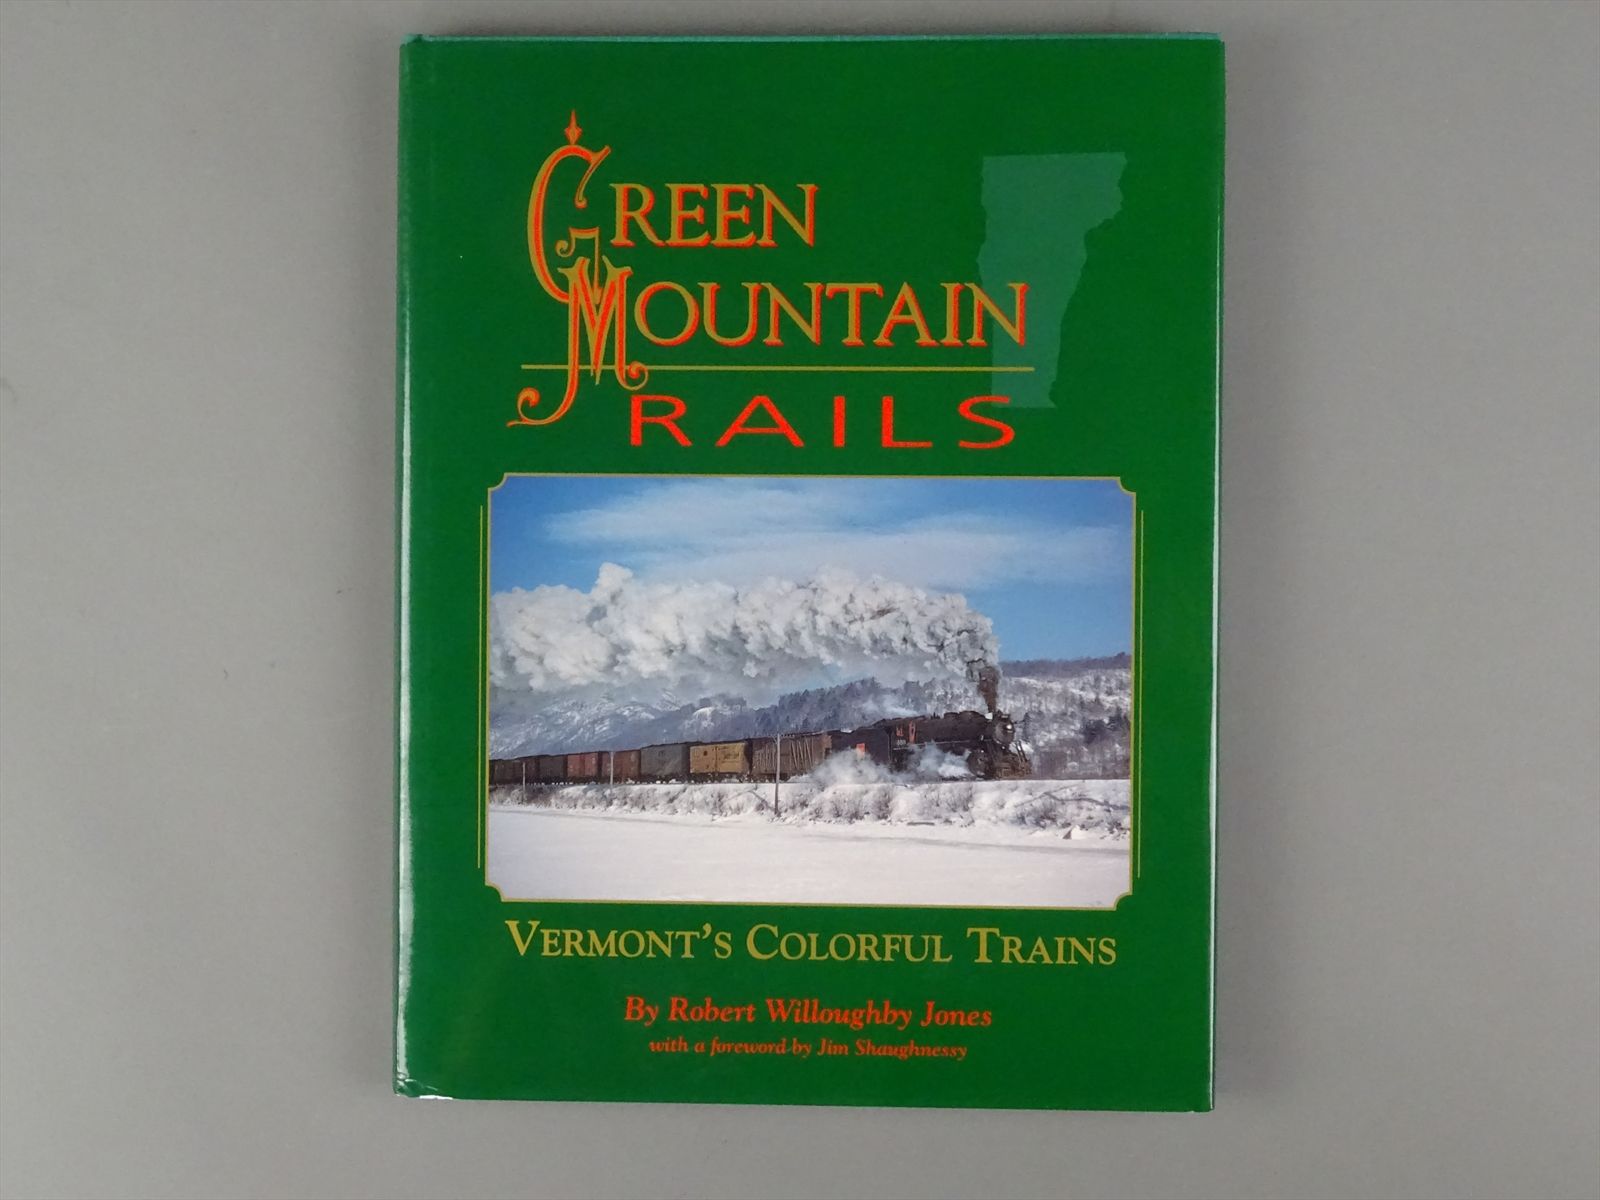 GREEN
MOUNTAIN
RAILS
VERMONT'S COLORFUL TRAINS
By Robert Willoughby Jones
with a foreword by Jim Shaughnessy